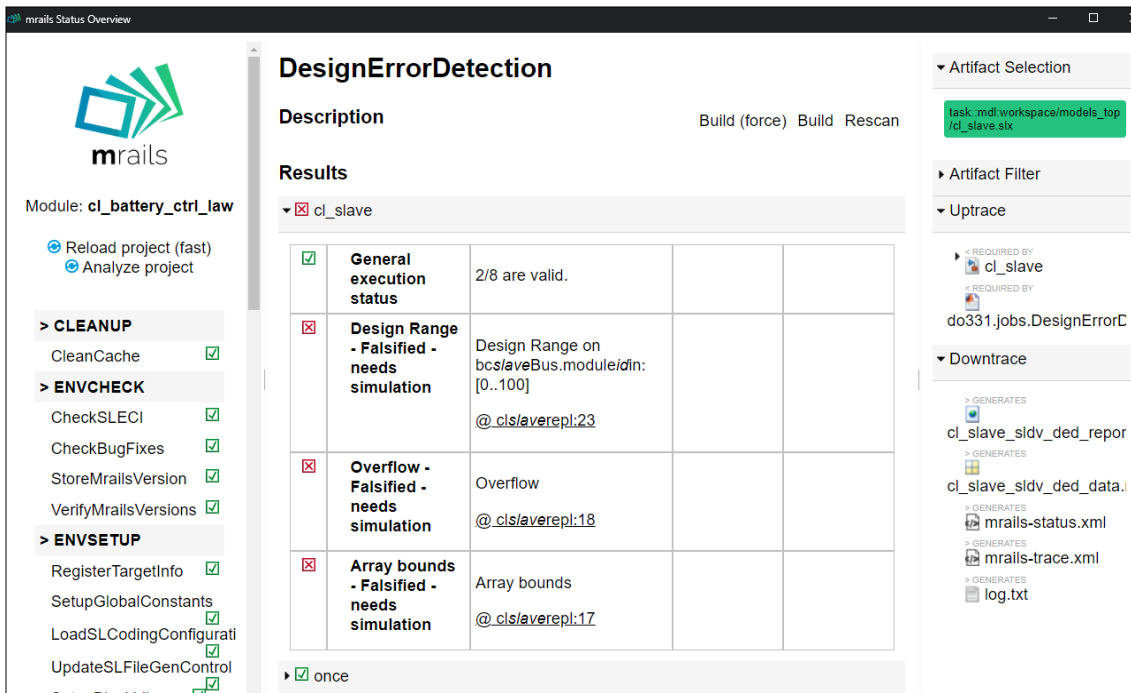 mrails Status Overview
mrails
Module: cl_battery_ctrl_law
Reload project (fast)
Analyze project
> CLEANUP
CleanCache
> ENVCHECK
CheckSLECI
CheckBugFixes
StoreMrailsVersion
VerifyMrailsVersions
> ENVSETUP
RegisterTargetInfo
SetupGlobalConstants
LoadSLCodingConfigurati
UpdateSLFileGenControl
DesignErrorDetection
Description
Build (force) Build Rescan
Results
cl_slave
General
execution
status
2/8 are valid.
Design Range
- Falsified -
needs
simulation
Design Range on
bcslaveBus.moduleidin:
[0..100]
@ clslaverepl:23
Overflow -
Falsified -
needs
simulation
Overflow
@ clslaverepl:18
Array bounds
- Falsified -
needs
simulation
Array bounds
@ clslaverepl:17
once
Artifact Selection
task::mdl:workspace/models_top
/cl_slave.slx
Artifact Filter
Uptrace
< REQUIRED BY
cl_slave
< REQUIRED BY
do331.jobs.DesignErrorD
Downtrace
> GENERATES
cl_slave_sldv_ded_repor
> GENERATES
cl_slave_sldv_ded_data.
> GENERATES
mrails-status.xml
> GENERATES
mrails-trace.xml
> GENERATES
log.txt